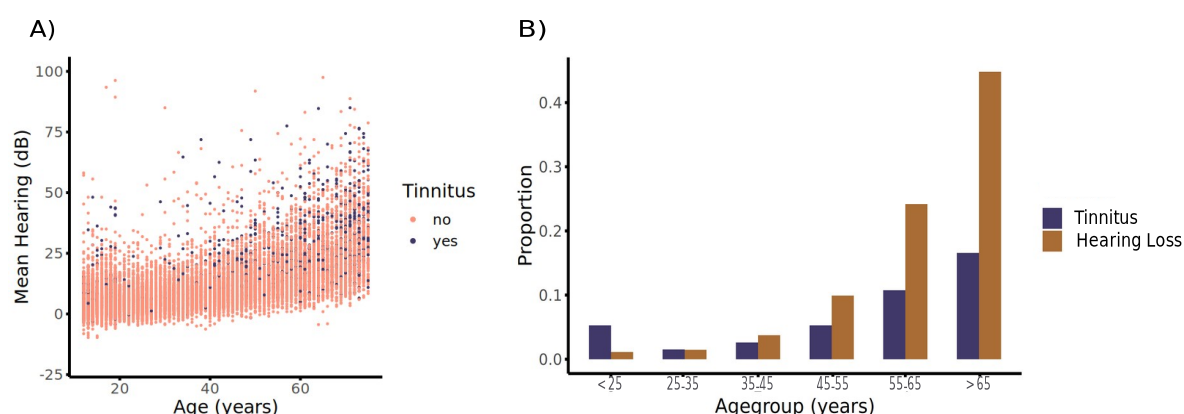 A)
B)
100
75
50
25
0
-25
Mean Hearing (dB)
20
40
60
Age (years)
Tinnitus
no
yes
0.4
0.3
0.2
0.1
0.0
Proportion
<25
25-35
35-45
45-55
55-65
>65
Agegroup (years)
Tinnitus
Hearing Loss